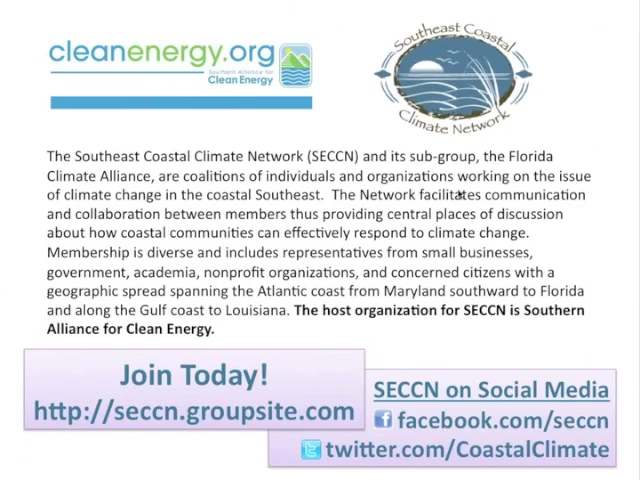 cleanenergy.org
Southern Alliance for
Clean Energy
Southeast Coastal
Climate Network
The Southeast Coastal Climate Network (SECCN) and its sub-group, the Florida
Climate Alliance, are coalitions of individuals and organizations working on the issue
of climate change in the coastal Southeast.  The Network facilitates communication
and collaboration between members thus providing central places of discussion
about how coastal communities can effectively respond to climate change.
Membership is diverse and includes representatives from small businesses,
government, academia, nonprofit organizations, and concerned citizens with a
geographic spread spanning the Atlantic coast from Maryland southward to Florida
and along the Gulf coast to Louisiana. The host organization for SECCN is Southern
Alliance for Clean Energy.
Join Today!
http://seccn.groupsite.com
SECCN on Social Media
facebook.com/seccn
twitter.com/CoastalClimate